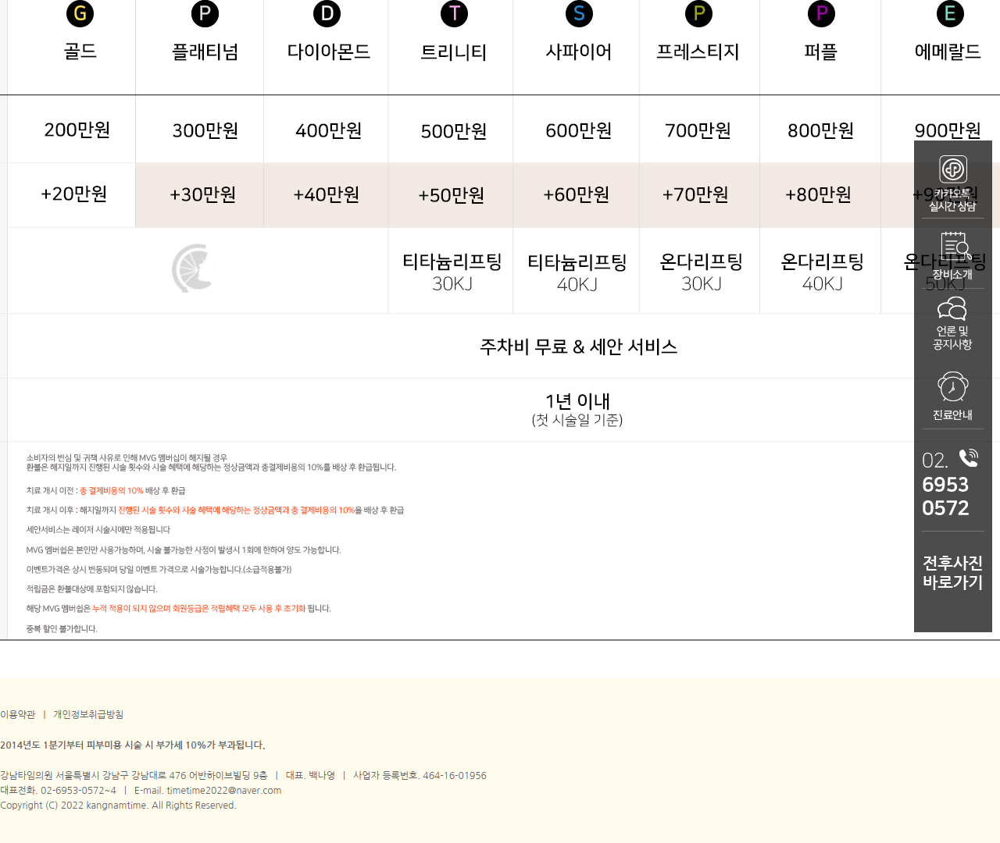 G P D T S P P E
골드 플래티넘 다이아몬드 트리니티 사파이어 프레스티지 퍼플 에메랄드
200만원 300만원 400만원 500만원 600만원 700만원 800만원 900만원
+20만원 +30만원 +40만원 +50만원 +60만원 +70만원 +80만원 +90만원
티타늄리프팅 티타늄리프팅 온다리프팅 온다리프팅 온다리프팅
30KJ 40KJ 30KJ 40KJ 50KJ
주차비 무료 & 세안 서비스
1년 이내
(첫 시술일 기준)
소비자의 변심 및 귀책 사유로 인해 MVG 멤버십이 해지될 경우
환불은 해지일까지 진행된 시술 횟수와 시술 혜택에 해당하는 정상금액과 총결제비용의 10%를 배상 후 환급됩니다.
치료 개시 이전 : 총 결제비용의 10% 배상 후 환급
치료 개시 이후 : 해지일까지 진행된 시술 횟수와 시술 혜택에 해당하는 정상금액과 총 결제비용의 10%을 배상 후 환급
세안서비스는 레이저 시술시에만 적용됩니다
MVG 멤버쉽은 본인만 사용가능하며, 시술 불가능한 사정이 발생시 1회에 한하여 양도 가능합니다.
이벤트가격은 상시 변동되며 당일 이벤트 가격으로 시술가능합니다.(소급적용불가)
적립금은 환불대상에 포함되지 않습니다.
해당 MVG 멤버쉽은 누적 적용이 되지 않으며 회원등급은 적립혜택 모두 사용 후 초기화 됩니다.
중복 할인 불가합니다.
카카오톡
실시간 상담
장비소개
언론 및
공지사항
진료안내
02.
6953
0572
전후사진
바로가기
이용약관 | 개인정보취급방침
2014년도 1분기부터 피부미용 시술 시 부가세 10%가 부과됩니다.
강남타임의원 서울특별시 강남구 강남대로 476 어반하이브빌딩 9층 | 대표. 백나영 | 사업자 등록번호. 464-16-01956
대표전화. 02-6953-0572~4 | E-mail. timetime2022@naver.com
Copyright (C) 2022 kangnamtime. All Rights Reserved.